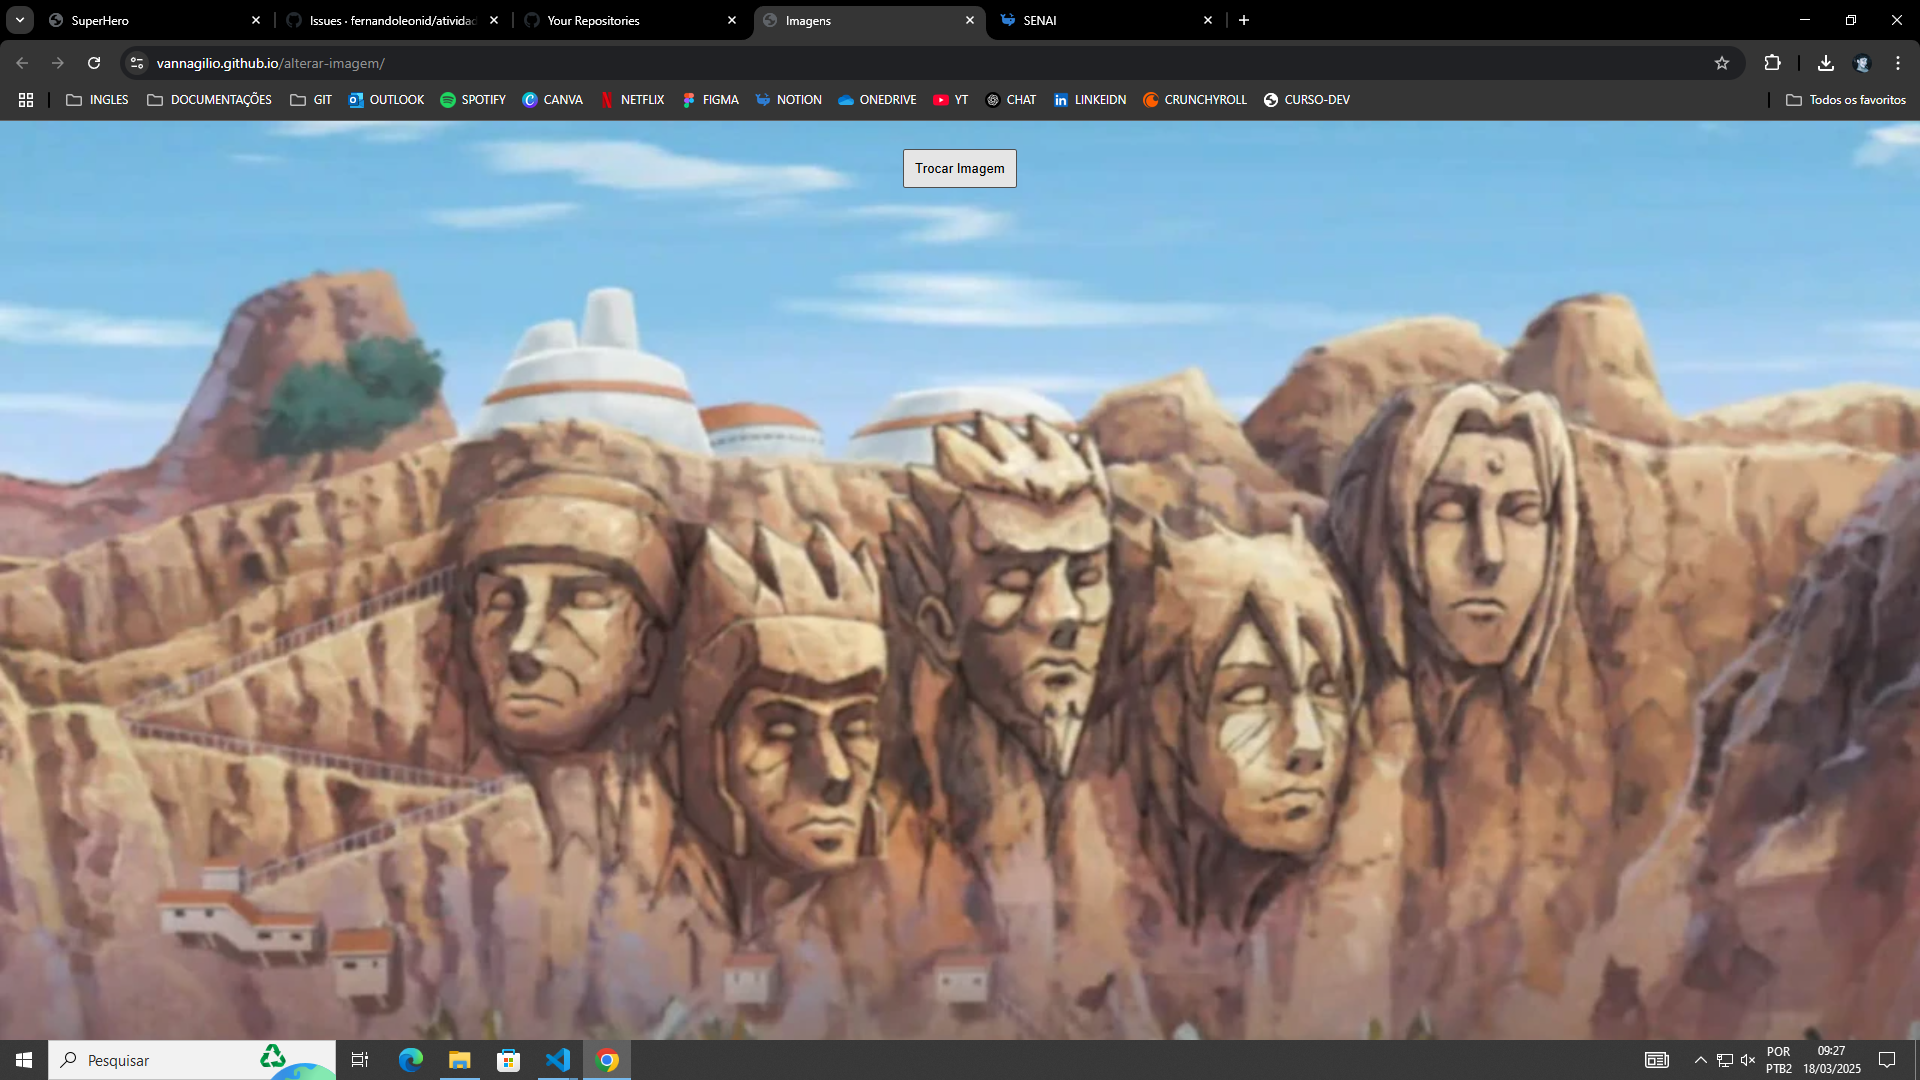 SuperHero
Issues · fernandoleonid/ativida
Your Repositories
Imagens
SENAI
vannagilio.github.io/alterar-imagem/
INGLES
DOCUMENTAÇÕES
GIT
OUTLOOK
SPOTIFY
CANVA
NETFLIX
FIGMA
NOTION
ONEDRIVE
YT
CHAT
LINKEIDN
CRUNCHYROLL
CURSO-DEV
Todos os favoritos
Trocar Imagem
Pesquisar
POR
PTB2
09:27
18/03/2025